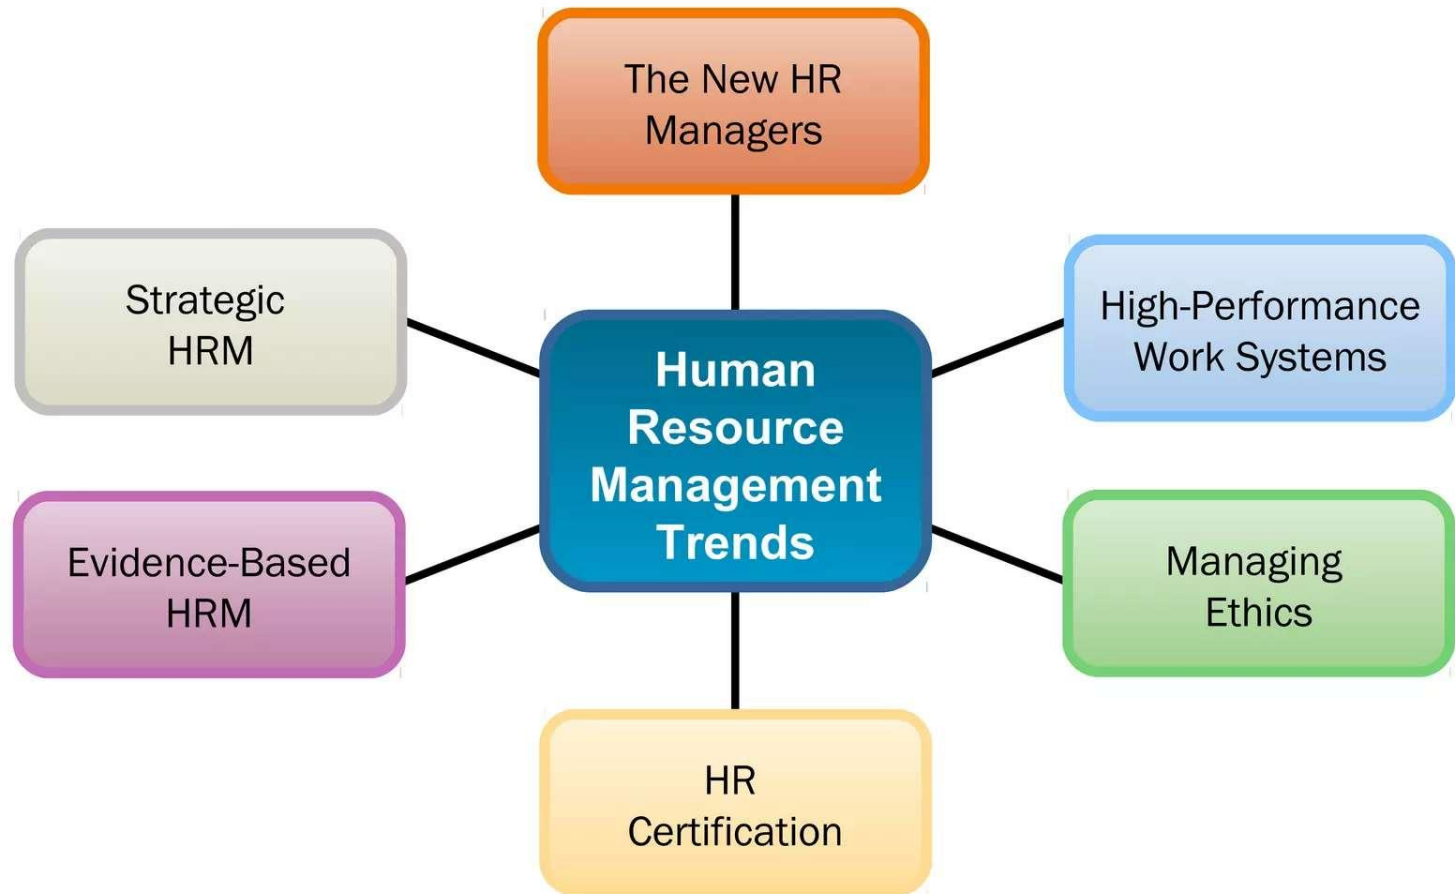 The New HR
Managers
Strategic
HRM
High-Performance
Work Systems
Human
Resource
Management
Trends
Evidence-Based
HRM
Managing
Ethics
HR
Certification